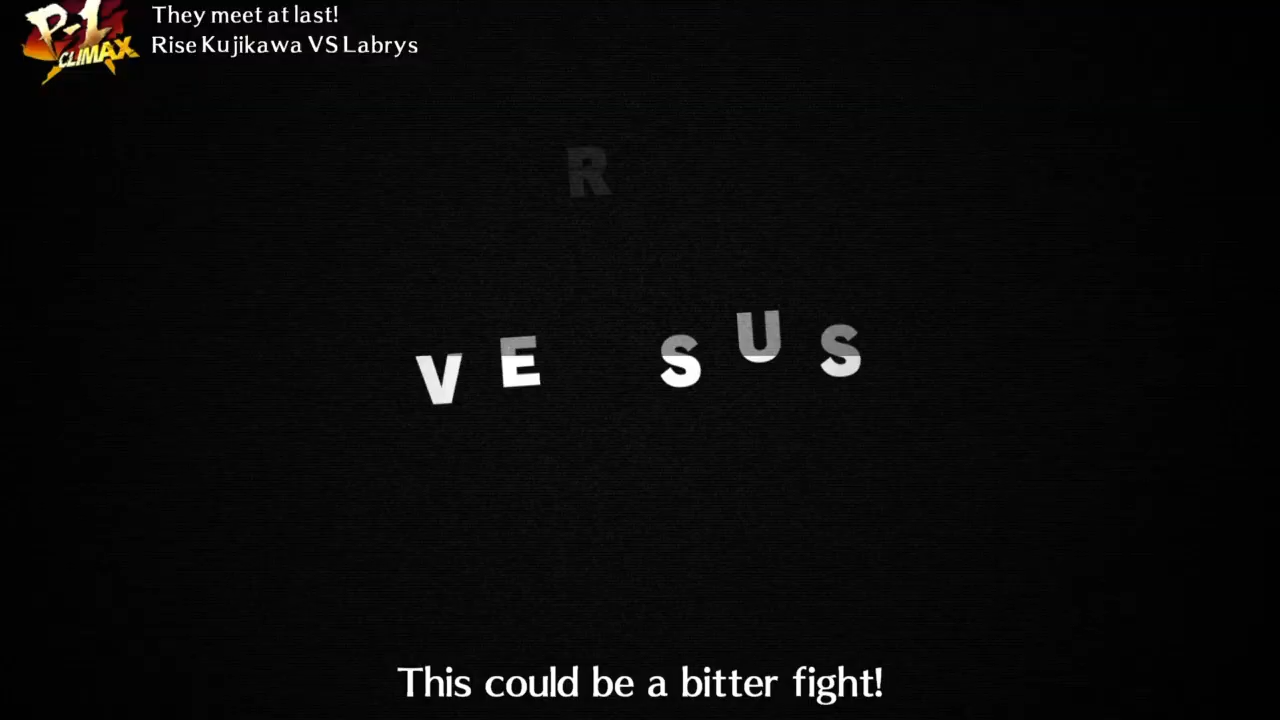 P-1
CLIMAX
They meet at last!
Rise Kujikawa VS Labrys
R
VE SUS
This could be a bitter fight!